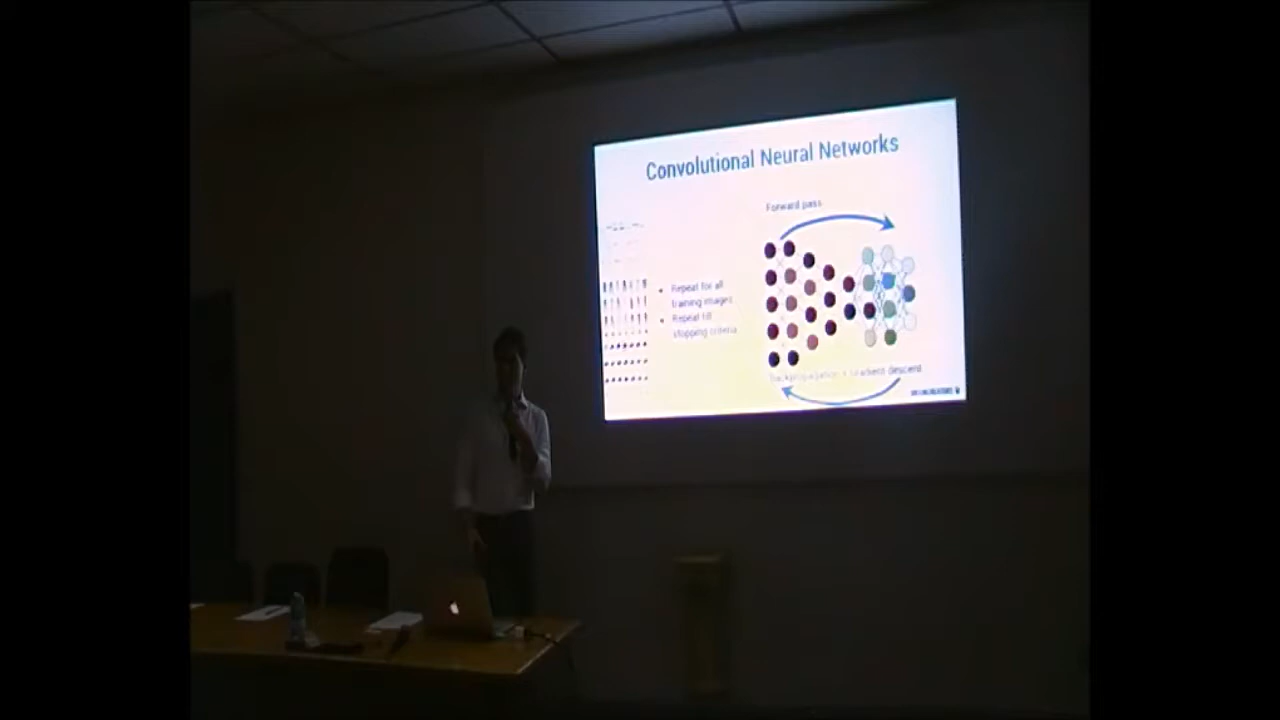 Convolutional Neural Networks
Forward pass
Repeat for all
training images
Repeat till
stopping criteria
Backpropagation + Gradient descent